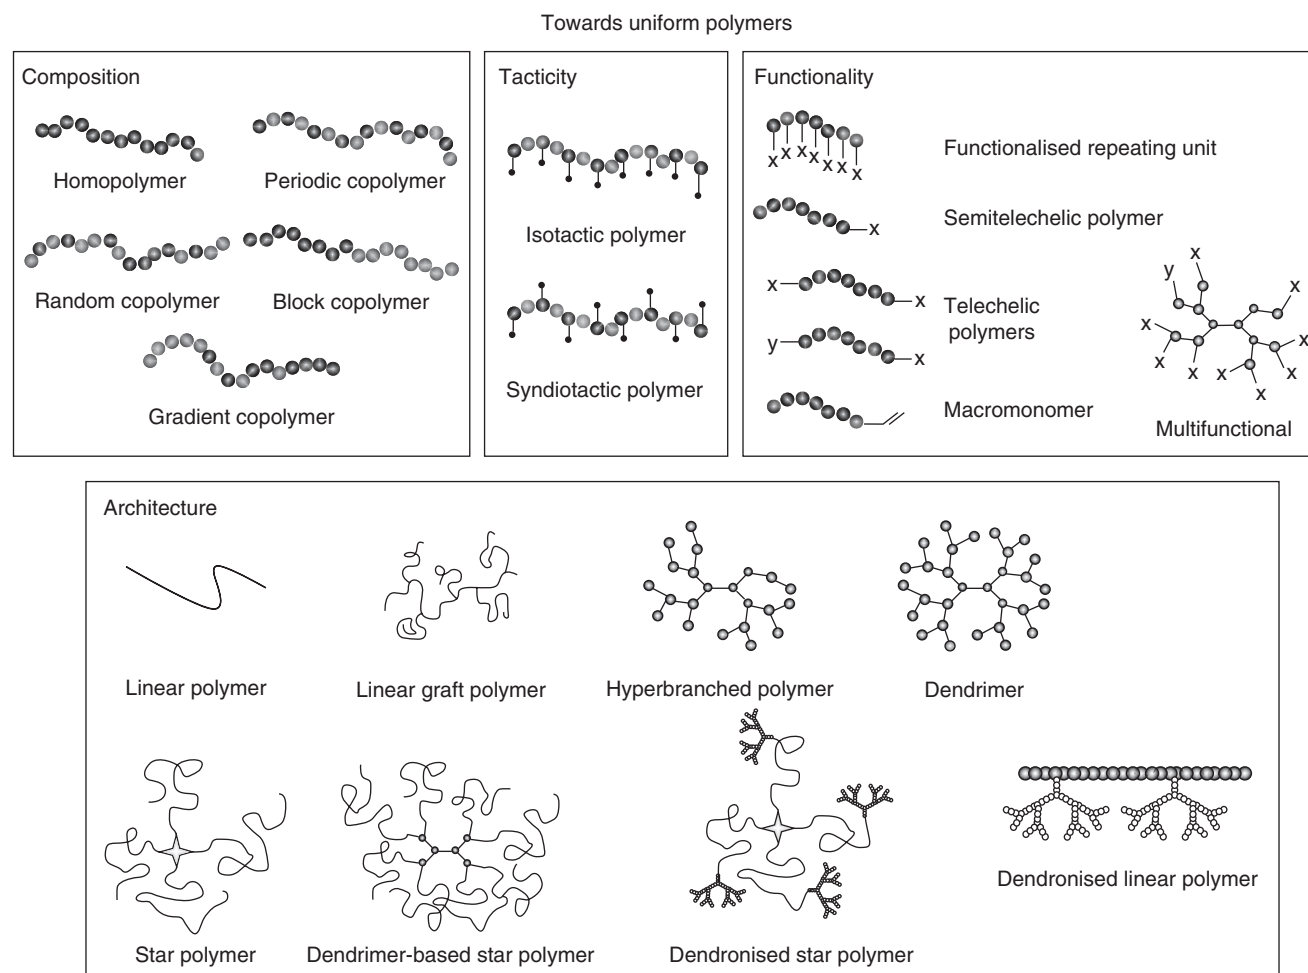 Towards uniform polymers
Composition
Homopolymer
Periodic copolymer
Random copolymer
Block copolymer
Gradient copolymer
Tacticity
Isotactic polymer
Syndiotactic polymer
Functionality
x x x x x x x
Functionalised repeating unit
x
Semitelechelic polymer
x
x
y
x
Telechelic
polymers
Macromonomer
x
y
x
x
x
x
x
x
x
x
Multifunctional
Architecture
Linear polymer
Linear graft polymer
Hyperbranched polymer
Dendrimer
Star polymer
Dendrimer-based star polymer
Dendronised star polymer
Dendronised linear polymer